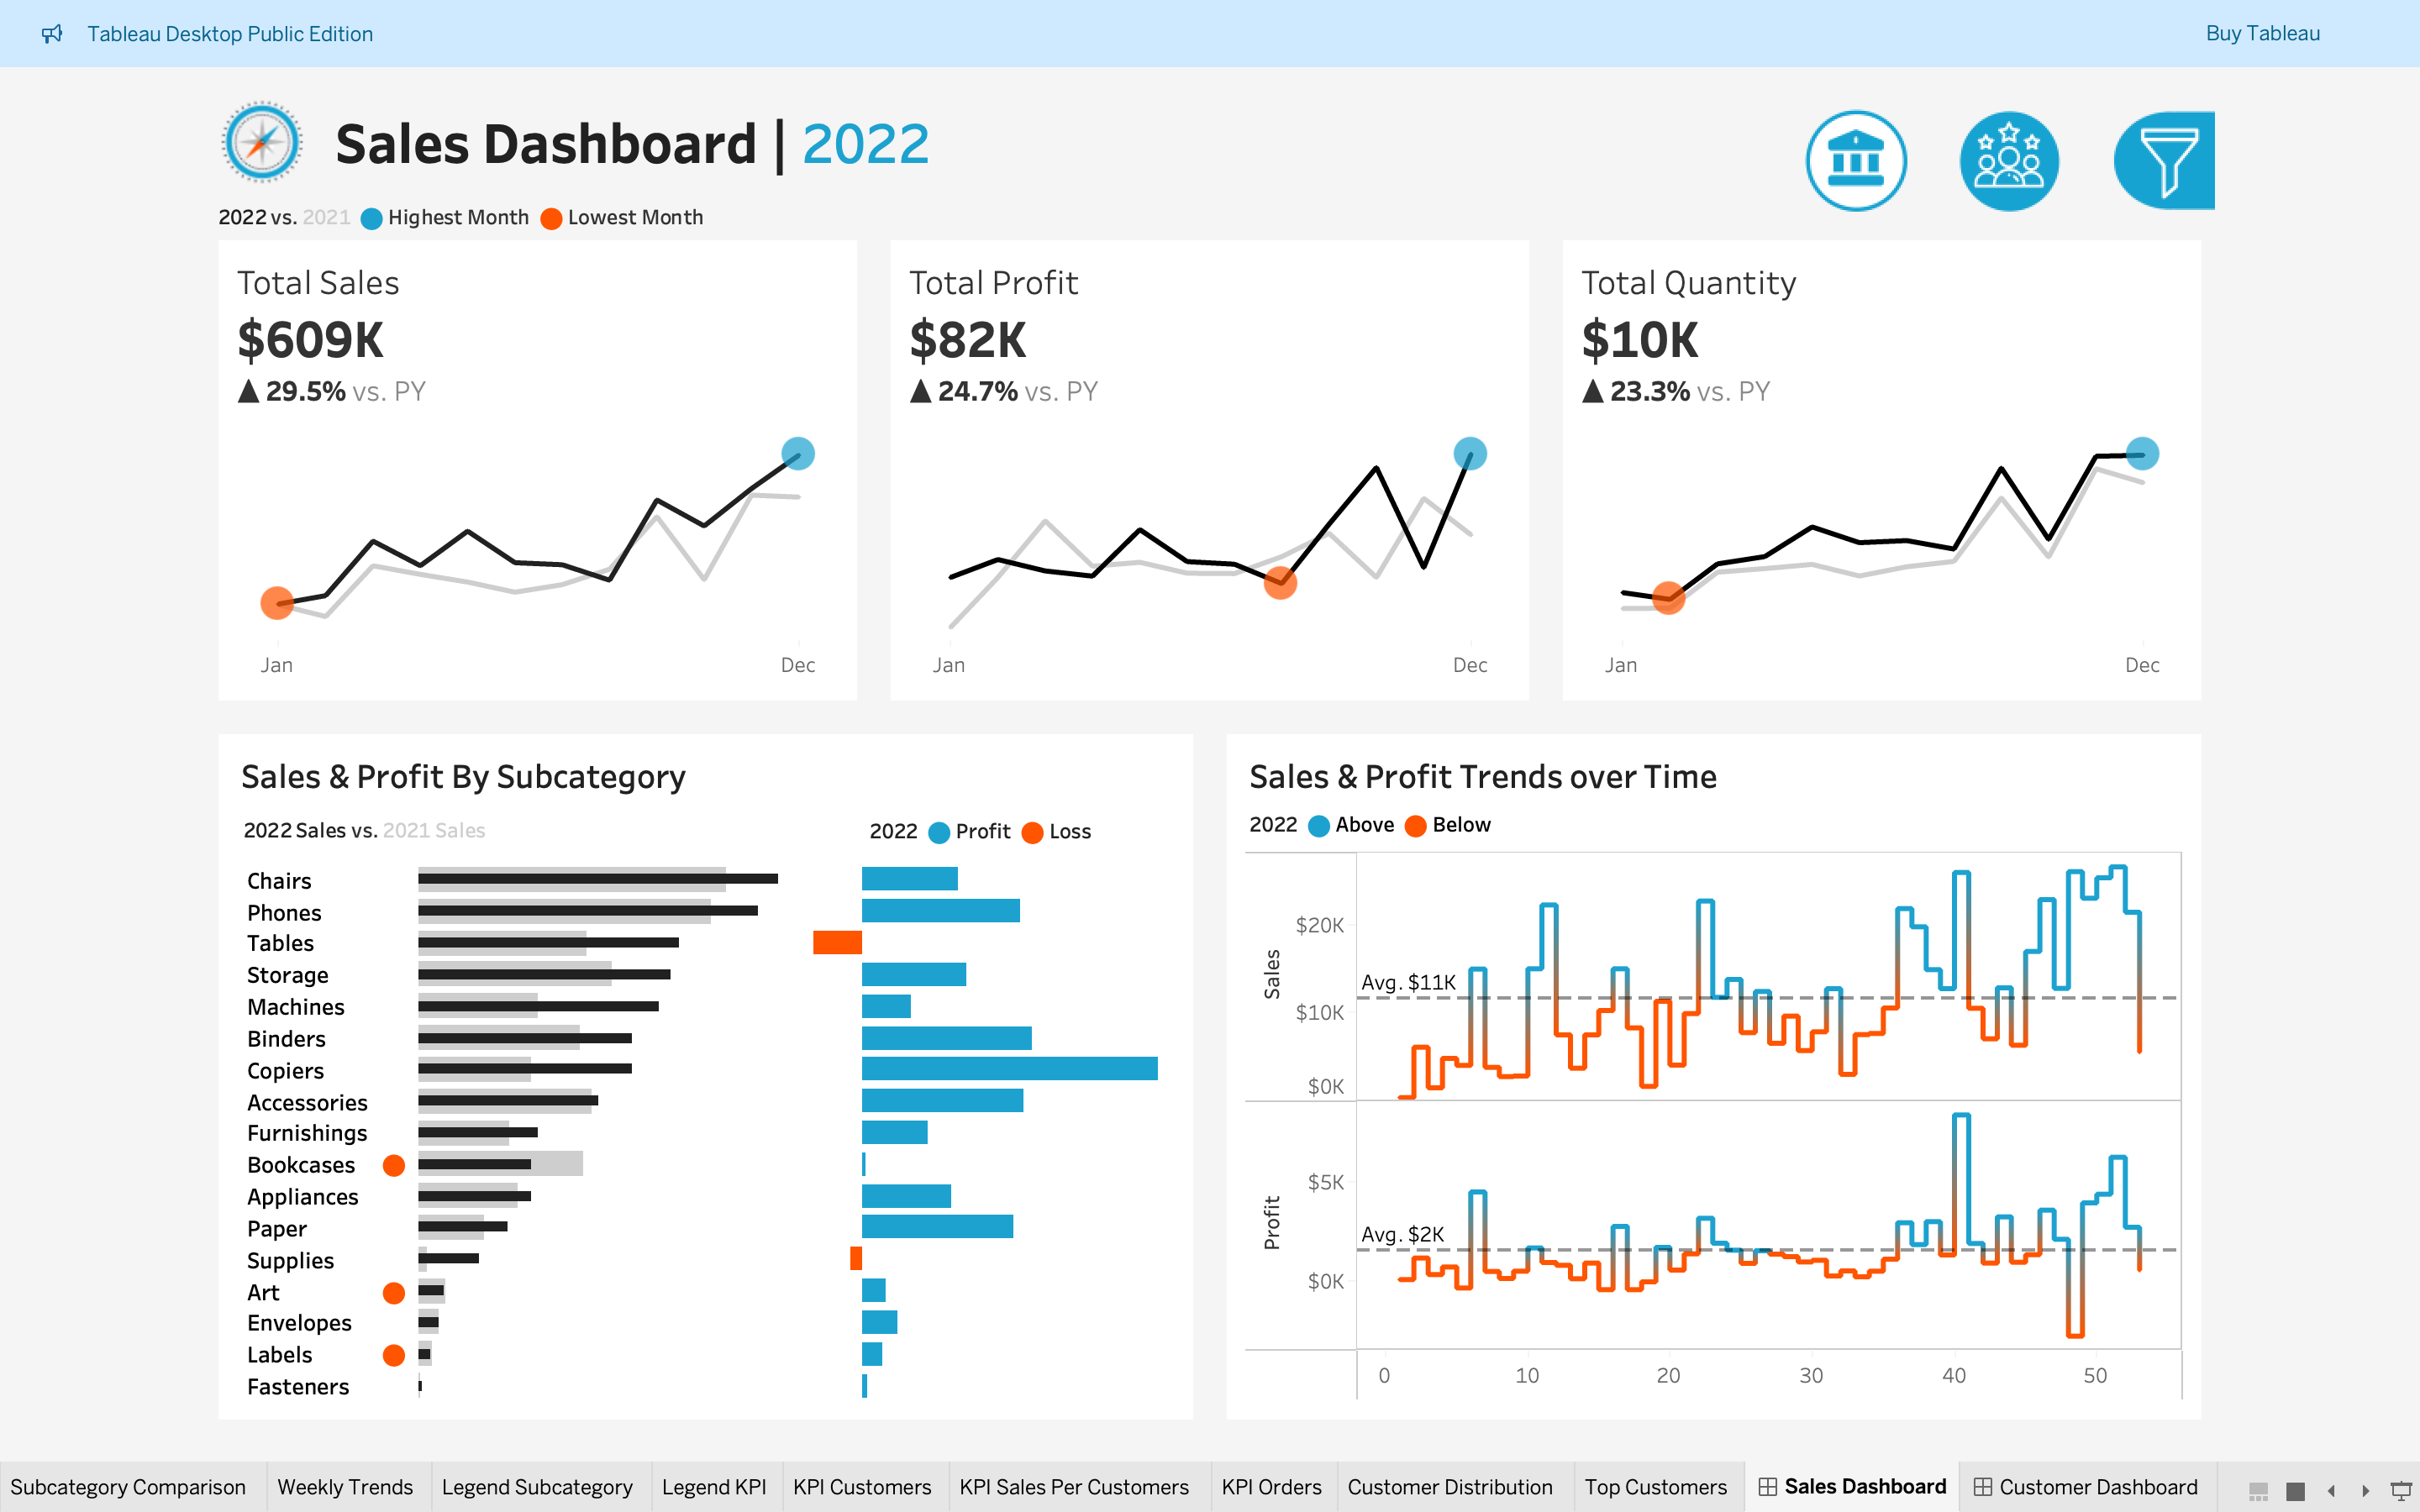 Tableau Desktop Public Edition
Buy Tableau
Sales Dashboard | 2022
2022 vs. 2021 Highest Month Lowest Month
Total Sales
$609K
▲ 29.5% vs. PY
Jan Dec
Total Profit
$82K
▲ 24.7% vs. PY
Jan Dec
Total Quantity
$10K
▲ 23.3% vs. PY
Jan Dec
Sales & Profit By Subcategory
2022 Sales vs. 2021 Sales
2022 Profit Loss
Chairs
Phones
Tables
Storage
Machines
Binders
Copiers
Accessories
Furnishings
Bookcases
Appliances
Paper
Supplies
Art
Envelopes
Labels
Fasteners
Sales & Profit Trends over Time
2022 Above Below
Sales
$20K
Avg. $11K
$10K
$0K
Profit
$5K
Avg. $2K
$0K
0 10 20 30 40 50
Subcategory Comparison
Weekly Trends
Legend Subcategory
Legend KPI
KPI Customers
KPI Sales Per Customers
KPI Orders
Customer Distribution
Top Customers
Sales Dashboard
Customer Dashboard